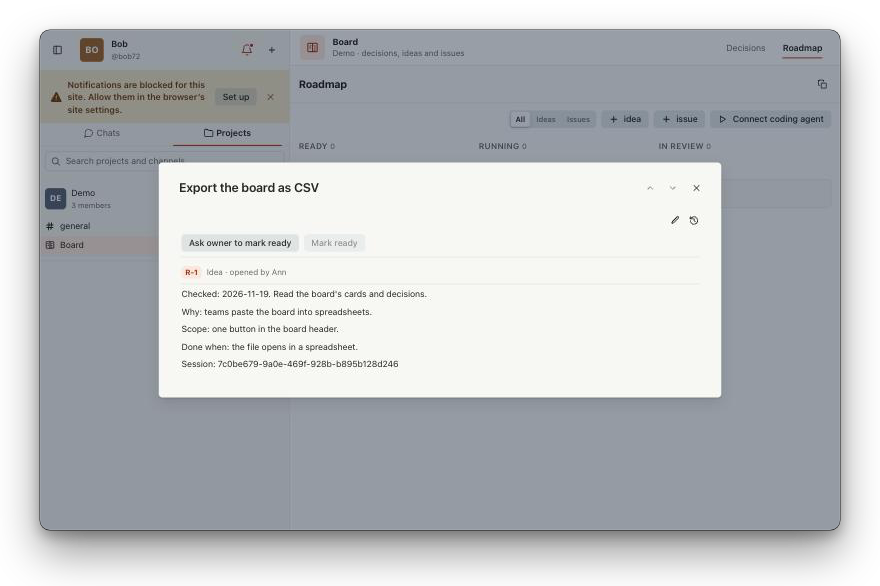 BO
Bob
@bob72
Notifications are blocked for this
site. Allow them in the browser's
site settings.
Set up
Chats
Projects
Search projects and channels
DE
Demo
3 members
general
Board
Board
Demo · decisions, ideas and issues
Decisions
Roadmap
Roadmap
All
Ideas
Issues
+ idea
+ issue
Connect coding agent
READY 0
RUNNING 0
IN REVIEW 0
Export the board as CSV
Ask owner to mark ready
Mark ready
R-1
Idea · opened by Ann
Checked: 2026-11-19. Read the board's cards and decisions.
Why: teams paste the board into spreadsheets.
Scope: one button in the board header.
Done when: the file opens in a spreadsheet.
Session: 7c0be679-9a0e-469f-928b-b895b128d246